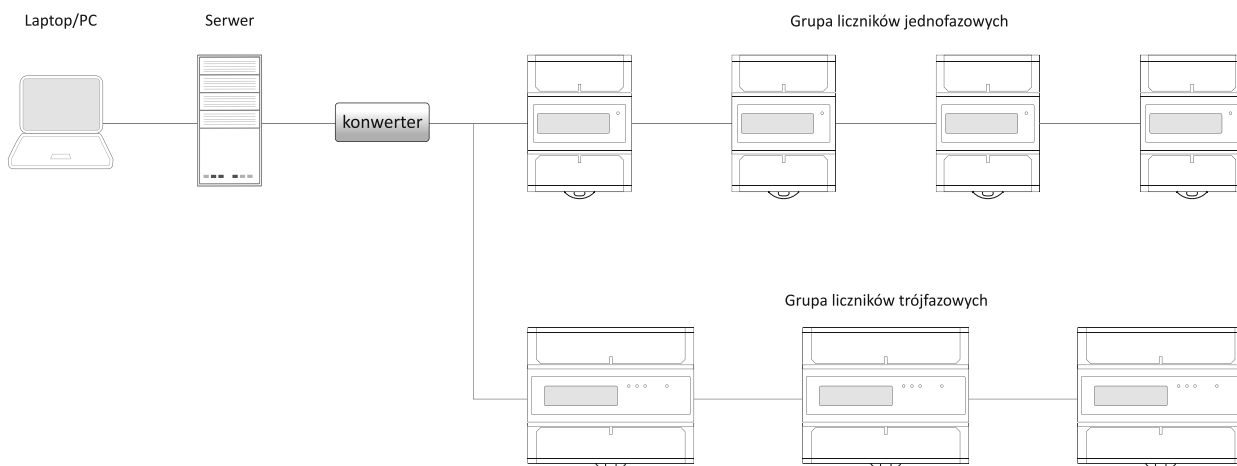 Laptop/PC
Serwer
Grupa liczników jednofazowych
konwerter
Grupa liczników trójfazowych